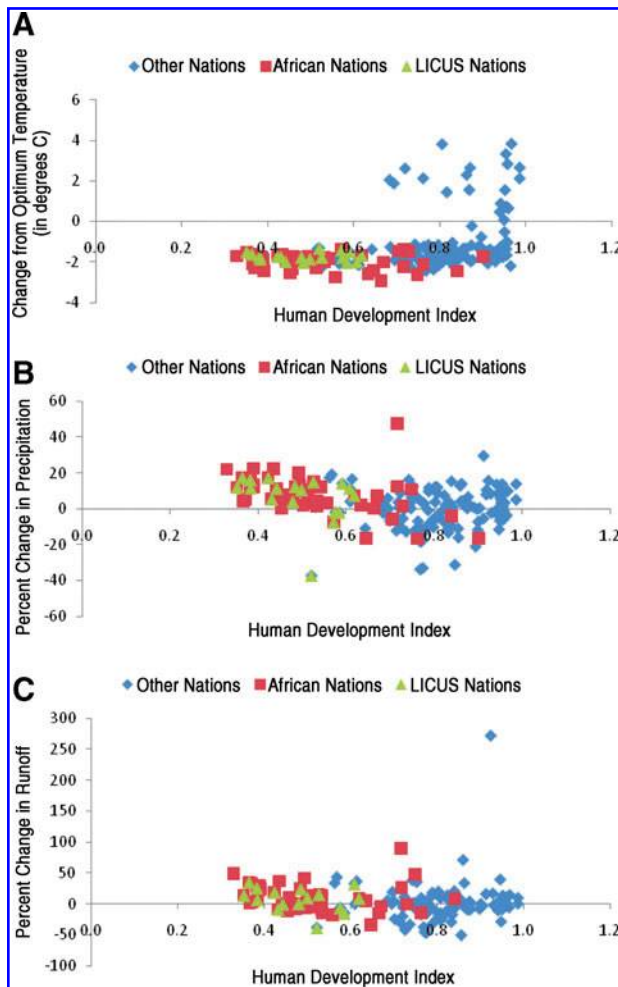 A
Other Nations African Nations LICUS Nations
Change from Optimum Temperature
(in degrees C)
6
4
2
0
-2
-4
0.0 0.2 0.4 0.6 0.8 1.0 1.2
Human Development Index
B
Other Nations African Nations LICUS Nations
Percent Change in Precipitation
60
40
20
0
-20
-40
-60
0.0 0.2 0.4 0.6 0.8 1.0 1.2
Human Development Index
C
Other Nations African Nations LICUS Nations
Percent Change in Runoff
300
250
200
150
100
50
0
-50
-100
0.0 0.2 0.4 0.6 0.8 1.0 1.2
Human Development Index